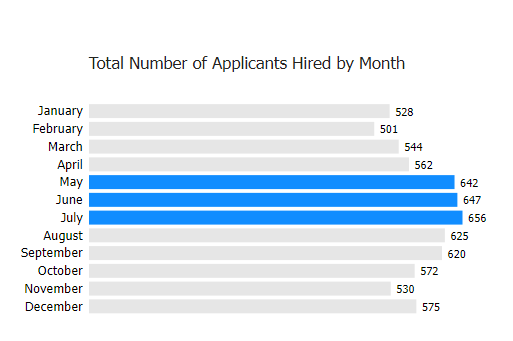 Total Number of Applicants Hired by Month
January 528
February 501
March 544
April 562
May 642
June 647
July 656
August 625
September 620
October 572
November 530
December 575